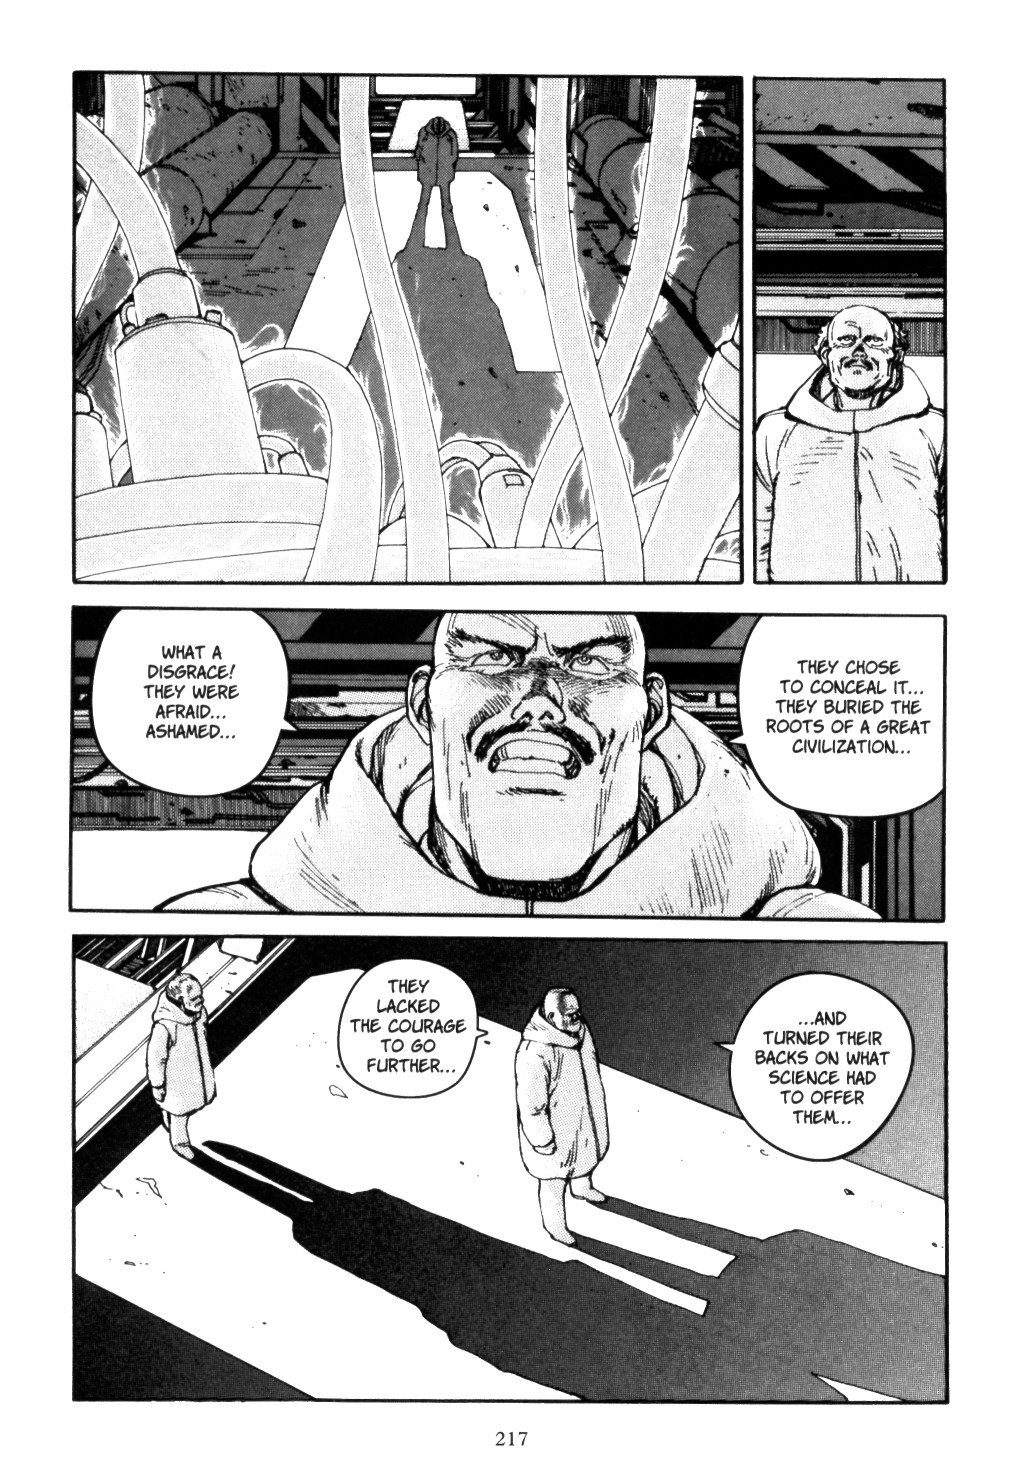 WHAT A
DISGRACE!
THEY WERE
AFRAID...
ASHAMED...
THEY CHOSE
TO CONCEAL IT...
THEY BURIED THE
ROOTS OF A GREAT
CIVILIZATION...
THEY
LACKED
THE COURAGE
TO GO
FURTHER...
...AND
TURNED THEIR
BACKS ON WHAT
SCIENCE HAD
TO OFFER
THEM...
217